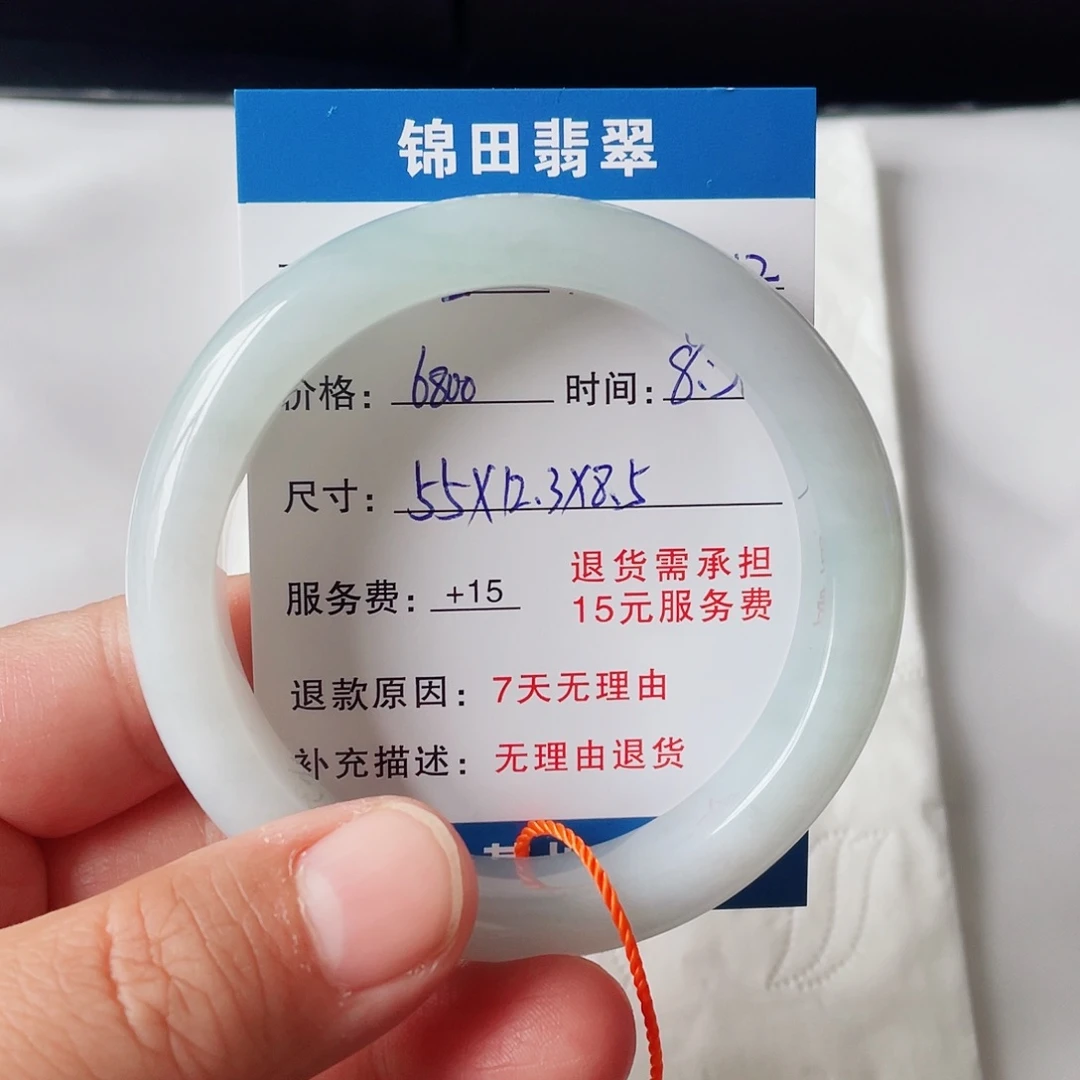 锦田翡翠
价格：6800 时间：8:
尺寸：55X12.3X8.5
服务费：+15 退货需承担
15元服务费
退款原因：7天无理由
补充描述：无理由退货